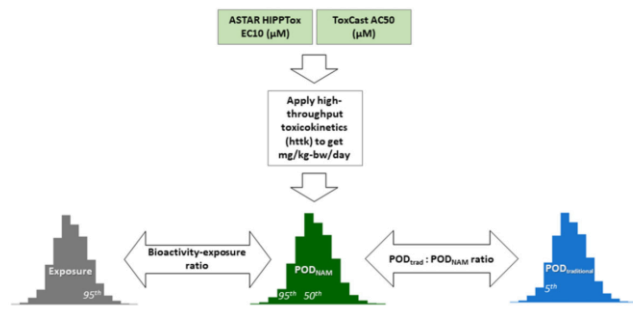 ASTAR HIPPTox
EC10 (µM)
ToxCast AC50
(µM)
Apply high-
throughput
toxicokinetics
(httk) to get
mg/kg-bw/day
Exposure
95th
Bioactivity-exposure
ratio
PODNAM
95th 50th
PODtrad : PODNAM ratio
PODtraditional
5th